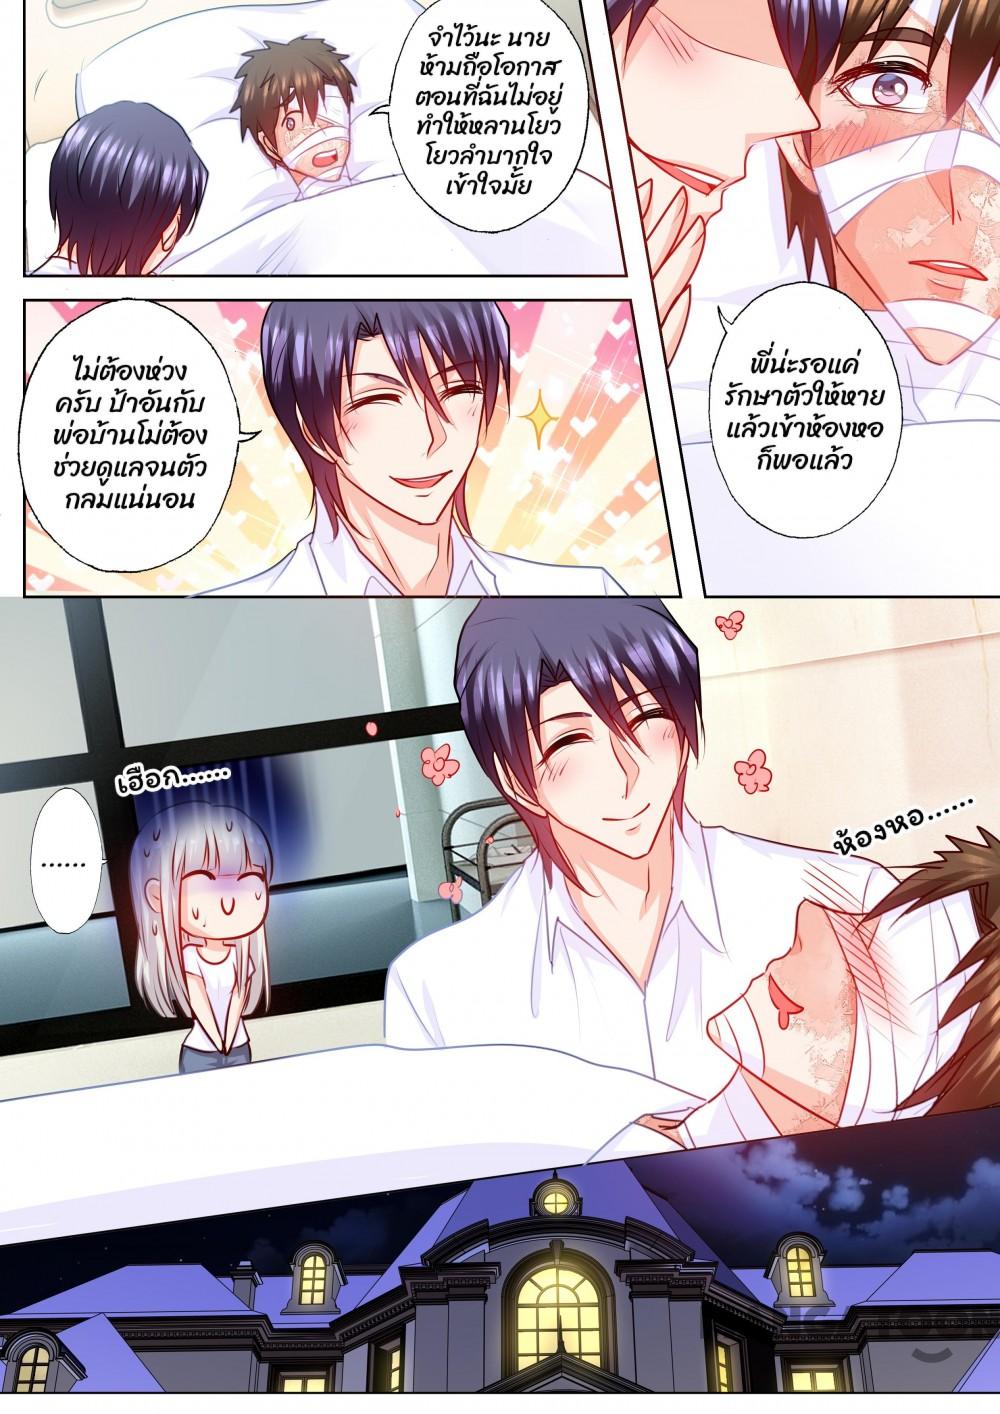 จำไว้นะ นาย
ห้ามถือโอกาส
ตอนที่ฉันไม่อยู่
ทำให้หลานโยว
โยวลำบากใจ
เข้าใจมั้ย
พี่น่ะรอแค่
รักษาตัวให้หาย
แล้วเข้าห้องหอ
ก็พอแล้ว
ไม่ต้องห่วง
ครับ ป้าอันกับ
พ่อบ้านโม่ต้อง
ช่วยดูแลจนตัว
กลมแน่นอน
เฮือก......
......
ห้องหอ......